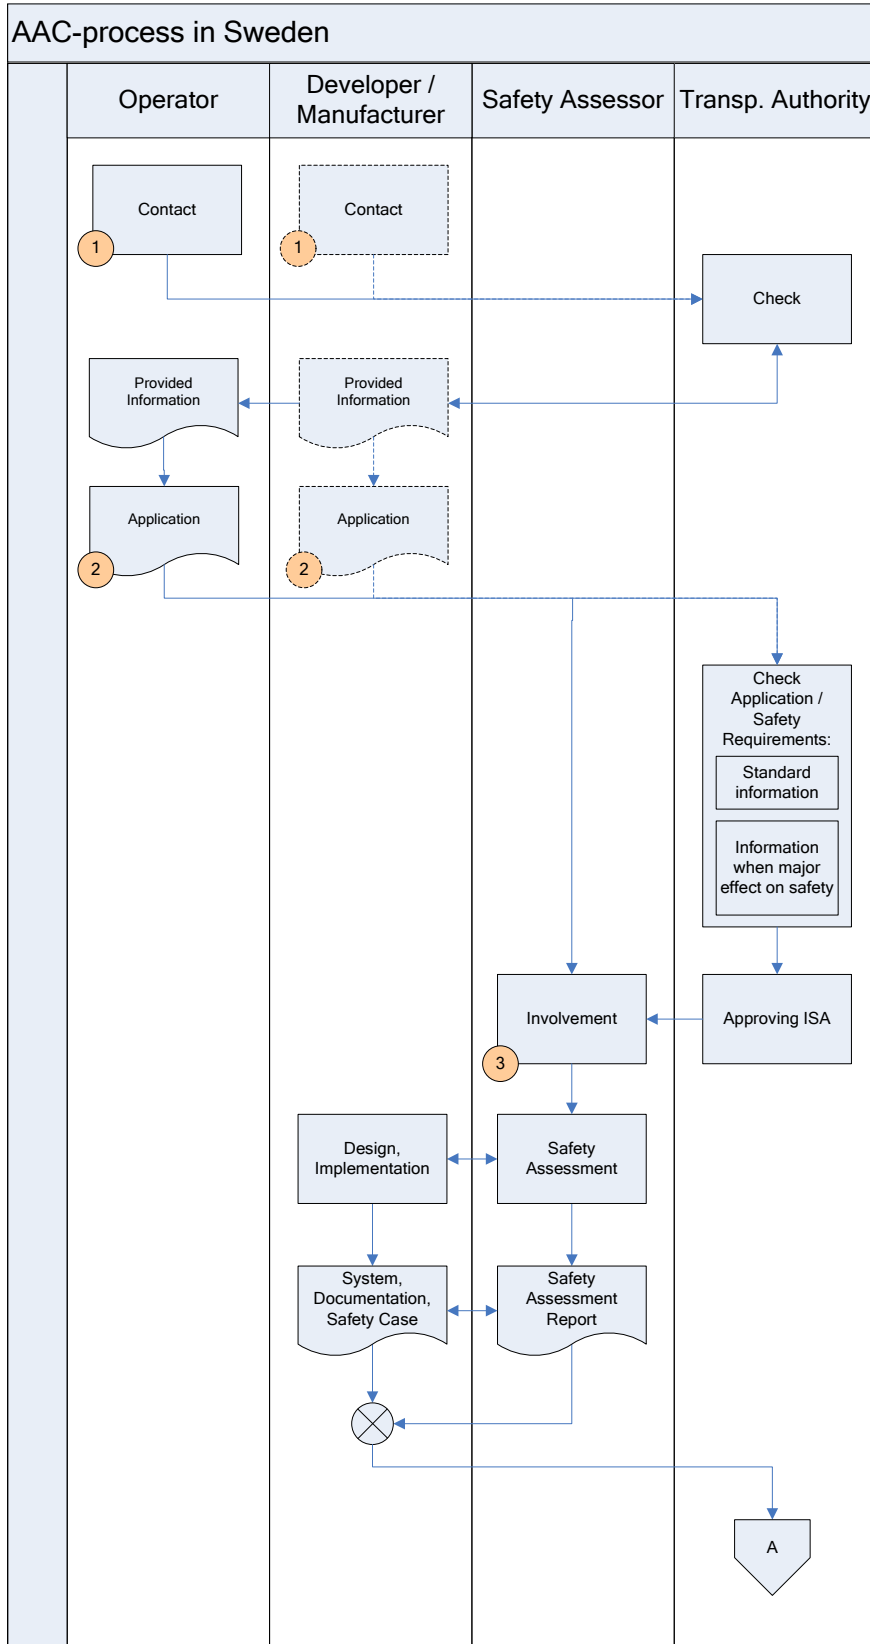 AAC-process in Sweden
Operator
Developer /
Manufacturer
Safety Assessor
Transp. Authority
Contact
1
Contact
1
Check
Provided
Information
Provided
Information
Application
2
Application
2
Check
Application /
Safety
Requirements:
Standard
information
Information
when major
effect on safety
Involvement
3
Approving ISA
Design,
Implementation
Safety
Assessment
System,
Documentation,
Safety Case
Safety
Assessment
Report
A